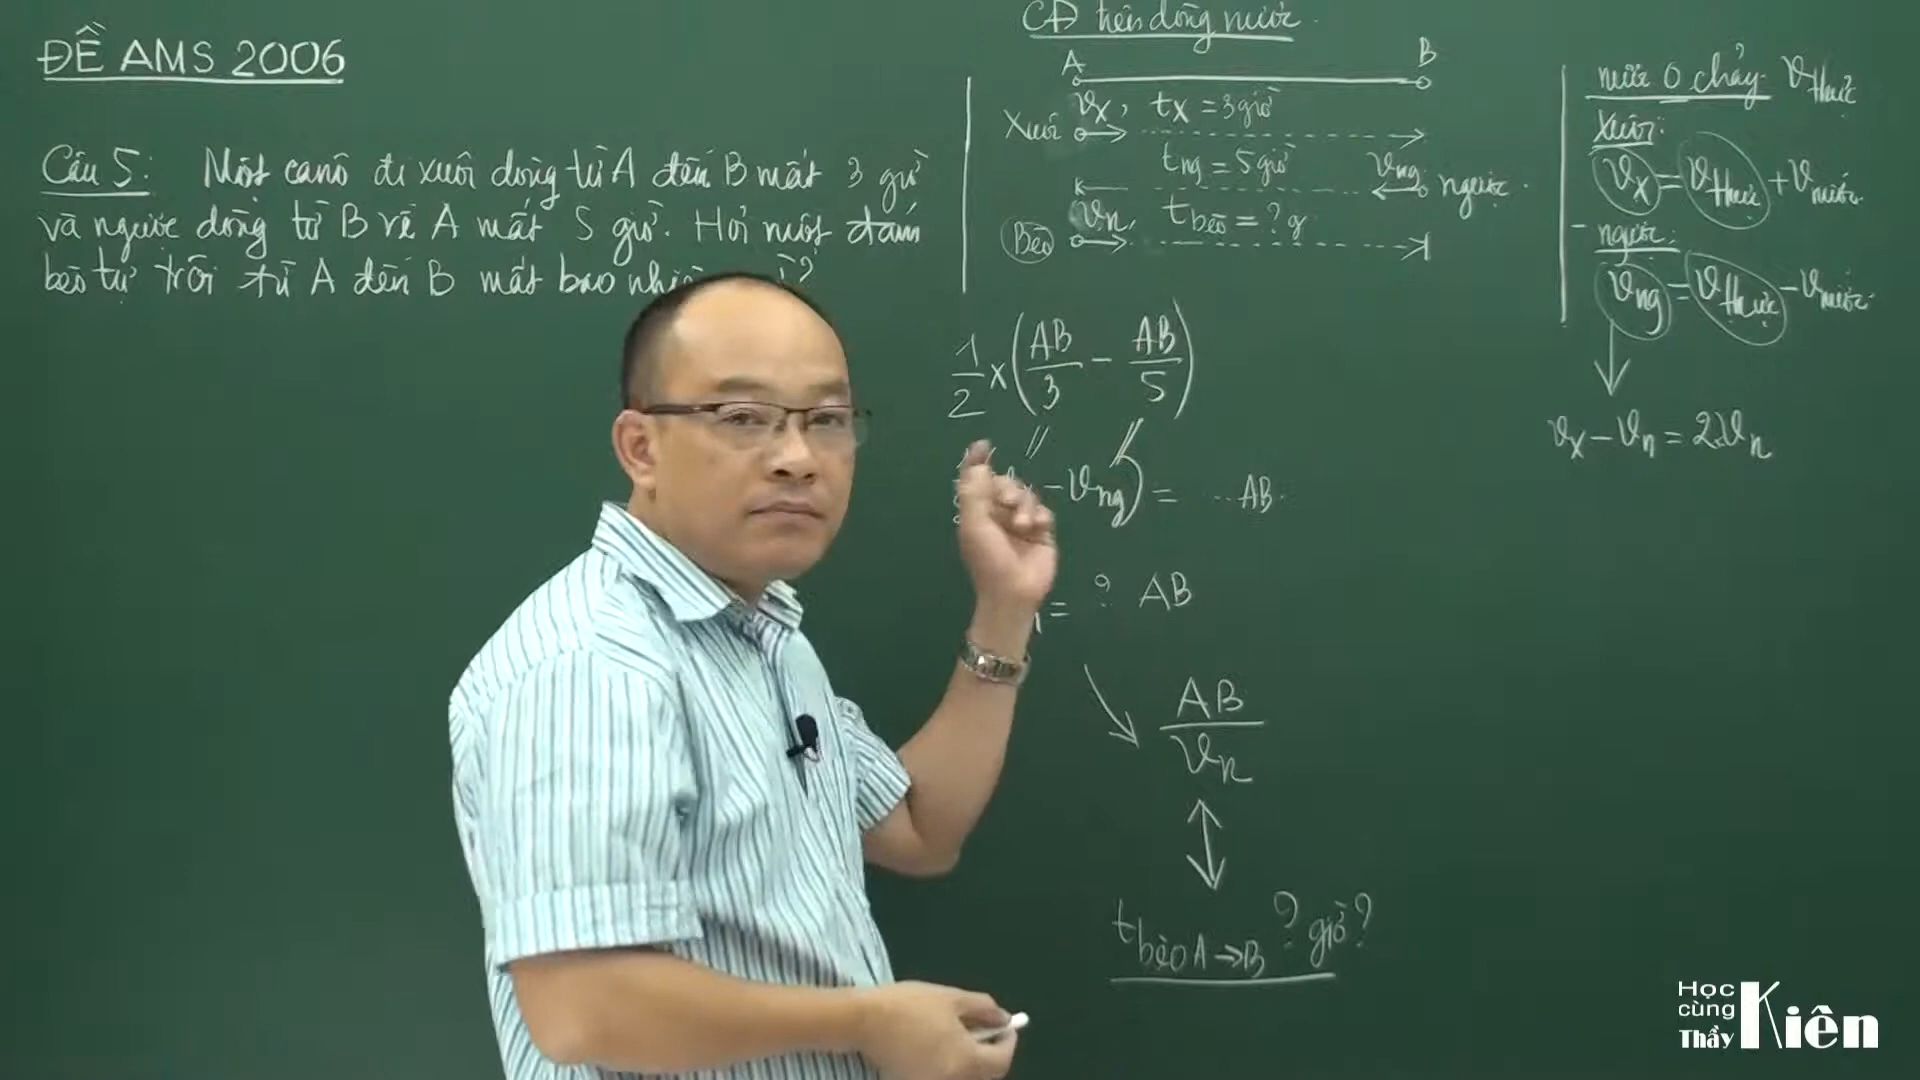 ĐỀ AMS 2006
Câu 5: Một canô đi xuôi dòng từ A đến B mất 3 giờ
và ngược dòng từ B về A mất 5 giờ. Hỏi một đám
bèo tự trôi từ A đến B mất bao
CĐ trên dòng nước
A B
Xuôi vx, tx = 3 giờ
tng = 5 giờ vng ngược
Bèo vn, tbèo = ? g
1/2 x (AB/3 - AB/5)
- vng) = ... AB
= ? AB
AB/vn
tbèo A→B ? giờ?
nước 0 chảy vthực
Xuôi:
vx = vthực + vnước
- ngược:
vng = vthực - vnước
vx - vn = 2.vn
Học
cùng
Thầy Kiên